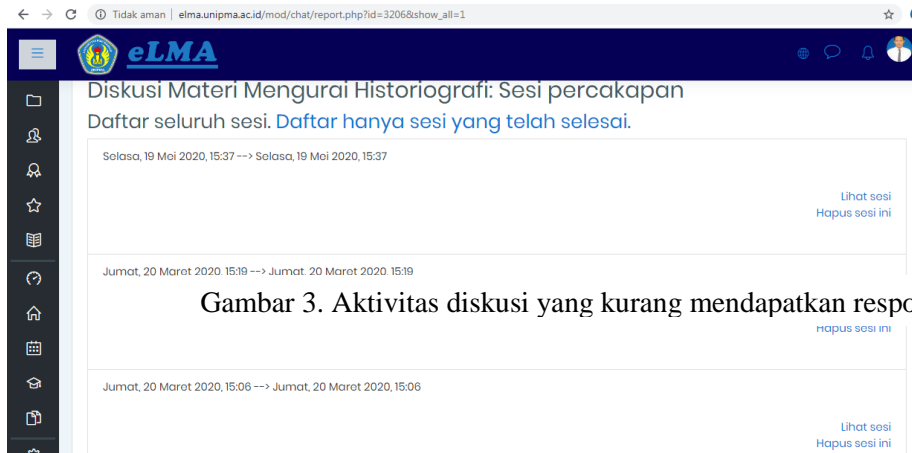 Tidak aman | elma.unipma.ac.id/mod/chat/report.php?id=3206&show_all=1
eLMA
Diskusi Materi Mengurai Historiografi: Sesi percakapan
Daftar seluruh sesi. Daftar hanya sesi yang telah selesai.
Selasa, 19 Mei 2020, 15:37 --> Selasa, 19 Mei 2020, 15:37
Lihat sesi
Hapus sesi ini
Jumat, 20 Maret 2020, 15:19 --> Jumat, 20 Maret 2020, 15:19
Gambar 3. Aktivitas diskusi yang kurang mendapatkan respo
Hapus sesi ini
Jumat, 20 Maret 2020, 15:06 --> Jumat, 20 Maret 2020, 15:06
Lihat sesi
Hapus sesi ini